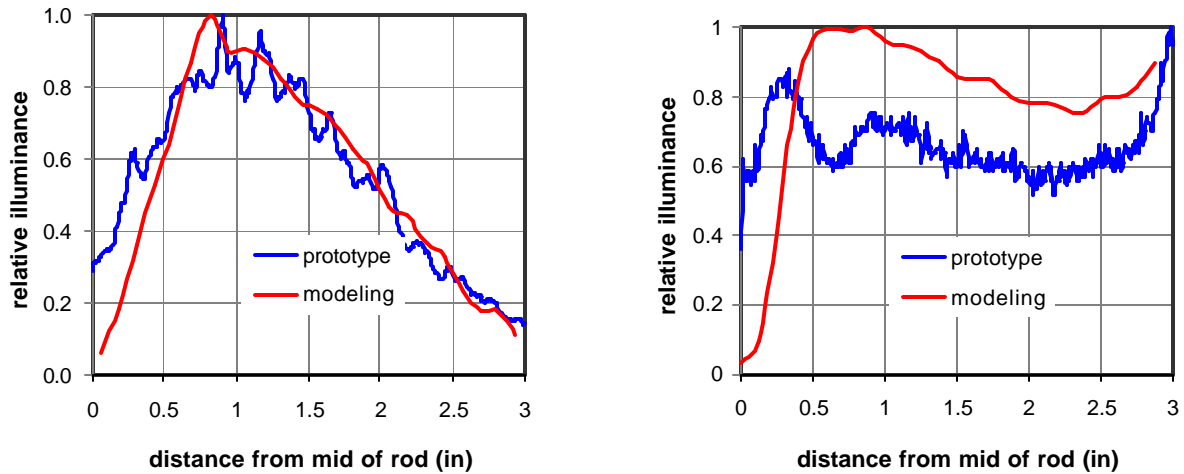 relative illuminance
1.0
0.8
0.6
0.4
0.2
0.0
prototype
modeling
0 0.5 1 1.5 2 2.5 3
distance from mid of rod (in)
relative illuminance
1
0.8
0.6
0.4
0.2
0
prototype
modeling
0 0.5 1 1.5 2 2.5 3
distance from mid of rod (in)